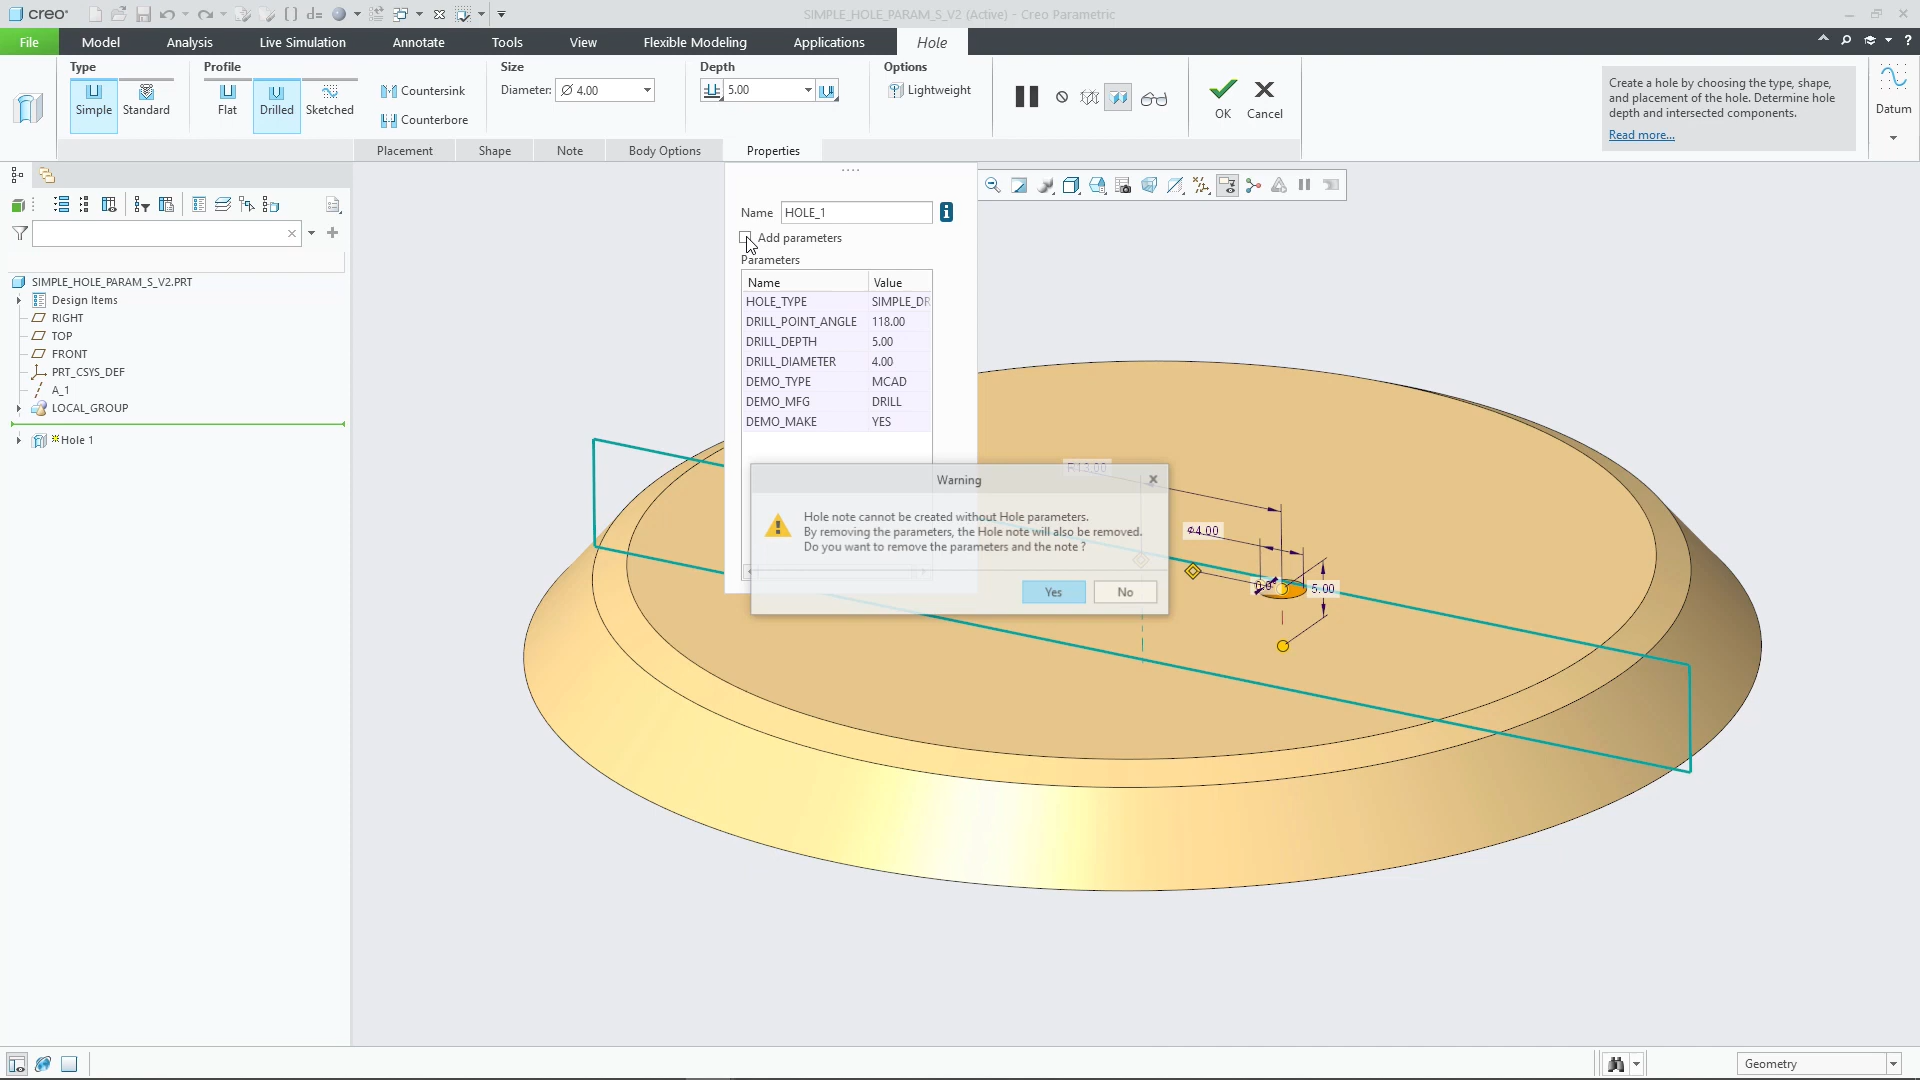 creo
SIMPLE_HOLE_PARAM_S_V2 (Active) - Creo Parametric
File
Model
Analysis
Live Simulation
Annotate
Tools
View
Flexible Modeling
Applications
Hole
Type
Profile
Size
Depth
Options
Simple
Standard
Flat
Drilled
Sketched
Countersink
Counterbore
Diameter: Ø 4.00
5.00
Lightweight
OK
Cancel
Create a hole by choosing the type, shape,
and placement of the hole. Determine hole
depth and intersected components.
Read more...
Datum
Placement
Shape
Note
Body Options
Properties
SIMPLE_HOLE_PARAM_S_V2.PRT
Design Items
RIGHT
TOP
FRONT
PRT_CSYS_DEF
A_1
LOCAL_GROUP
Hole 1
Name HOLE_1
Add parameters
Parameters
Name Value
HOLE_TYPE SIMPLE_DR
DRILL_POINT_ANGLE 118.00
DRILL_DEPTH 5.00
DRILL_DIAMETER 4.00
DEMO_TYPE MCAD
DEMO_MFG DRILL
DEMO_MAKE YES
Warning
Hole note cannot be created without Hole parameters.
By removing the parameters, the Hole note will also be removed.
Do you want to remove the parameters and the note ?
Yes
No
R13.00
⌀4.00
0.0°
5.00
Geometry